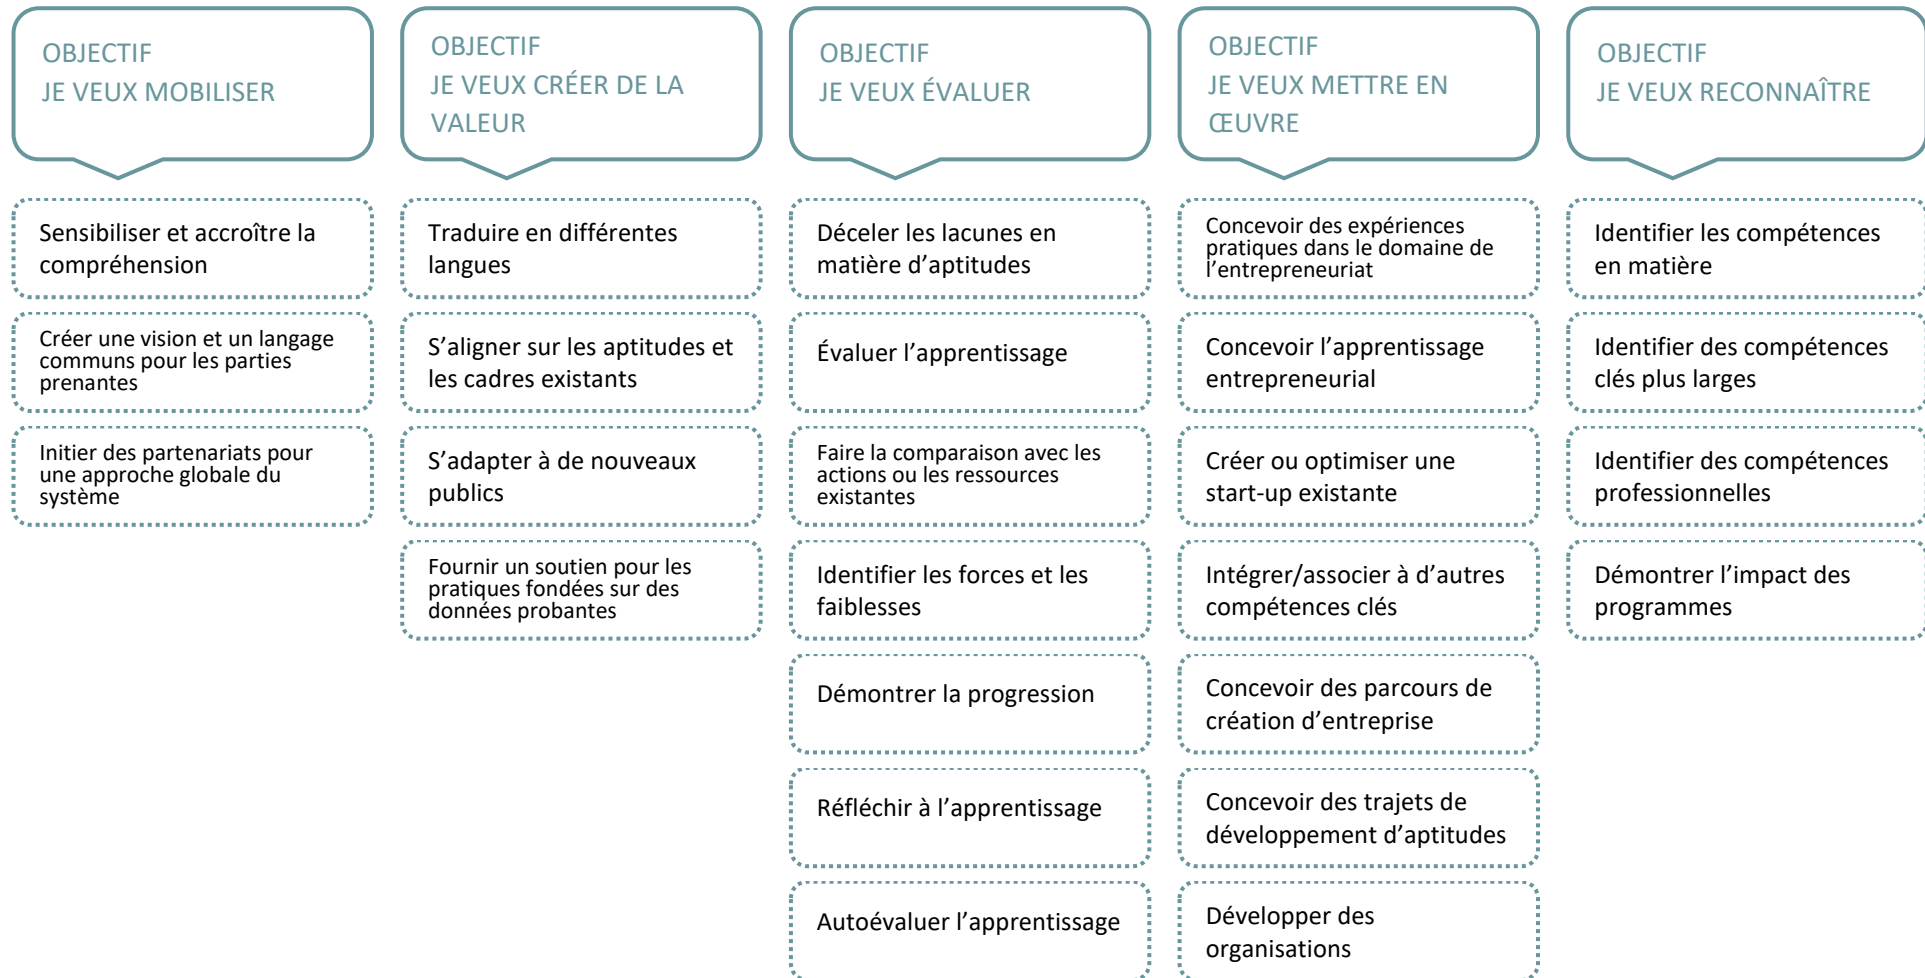 OBJECTIF
JE VEUX MOBILISER
Sensibiliser et accroître la
compréhension
Créer une vision et un langage
communs pour les parties
prenantes
Initier des partenariats pour
une approche globale du
système
OBJECTIF
JE VEUX CRÉER DE LA
VALEUR
Traduire en différentes
langues
S’aligner sur les aptitudes et
les cadres existants
S’adapter à de nouveaux
publics
Fournir un soutien pour les
pratiques fondées sur des
données probantes
OBJECTIF
JE VEUX ÉVALUER
Déceler les lacunes en
matière d’aptitudes
Évaluer l’apprentissage
Faire la comparaison avec les
actions ou les ressources
existantes
Identifier les forces et les
faiblesses
Démontrer la progression
Réfléchir à l’apprentissage
Autoévaluer l’apprentissage
OBJECTIF
JE VEUX METTRE EN
ŒUVRE
Concevoir des expériences
pratiques dans le domaine de
l’entrepreneuriat
Concevoir l’apprentissage
entrepreneurial
Créer ou optimiser une
start-up existante
Intégrer/associer à d’autres
compétences clés
Concevoir des parcours de
création d’entreprise
Concevoir des trajets de
développement d’aptitudes
Développer des
organisations
OBJECTIF
JE VEUX RECONNAÎTRE
Identifier les compétences
en matière
Identifier des compétences
clés plus larges
Identifier des compétences
professionnelles
Démontrer l’impact des
programmes